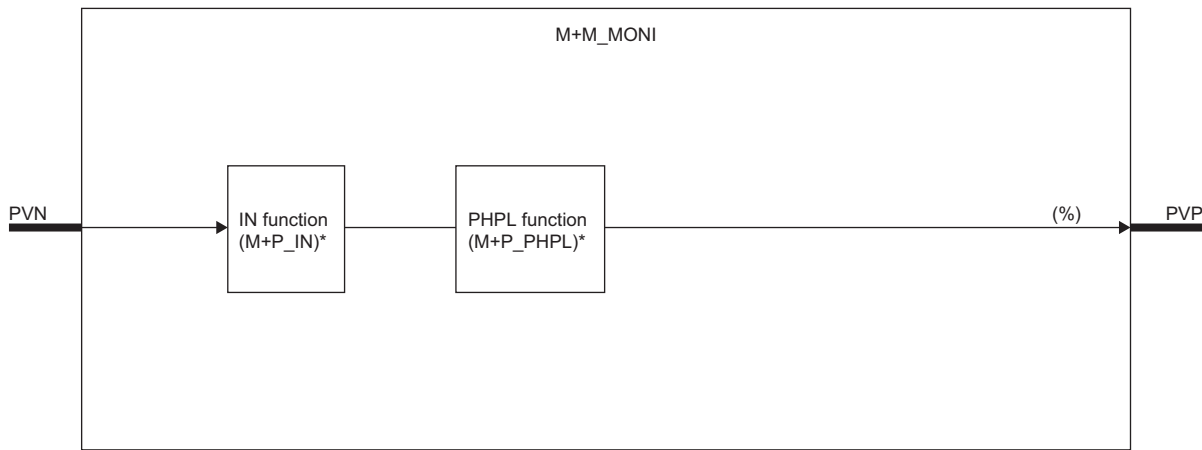 M+M_MONI
PVN
IN function
(M+P_IN)*
PHPL function
(M+P_PHPL)*
(%)
PVP